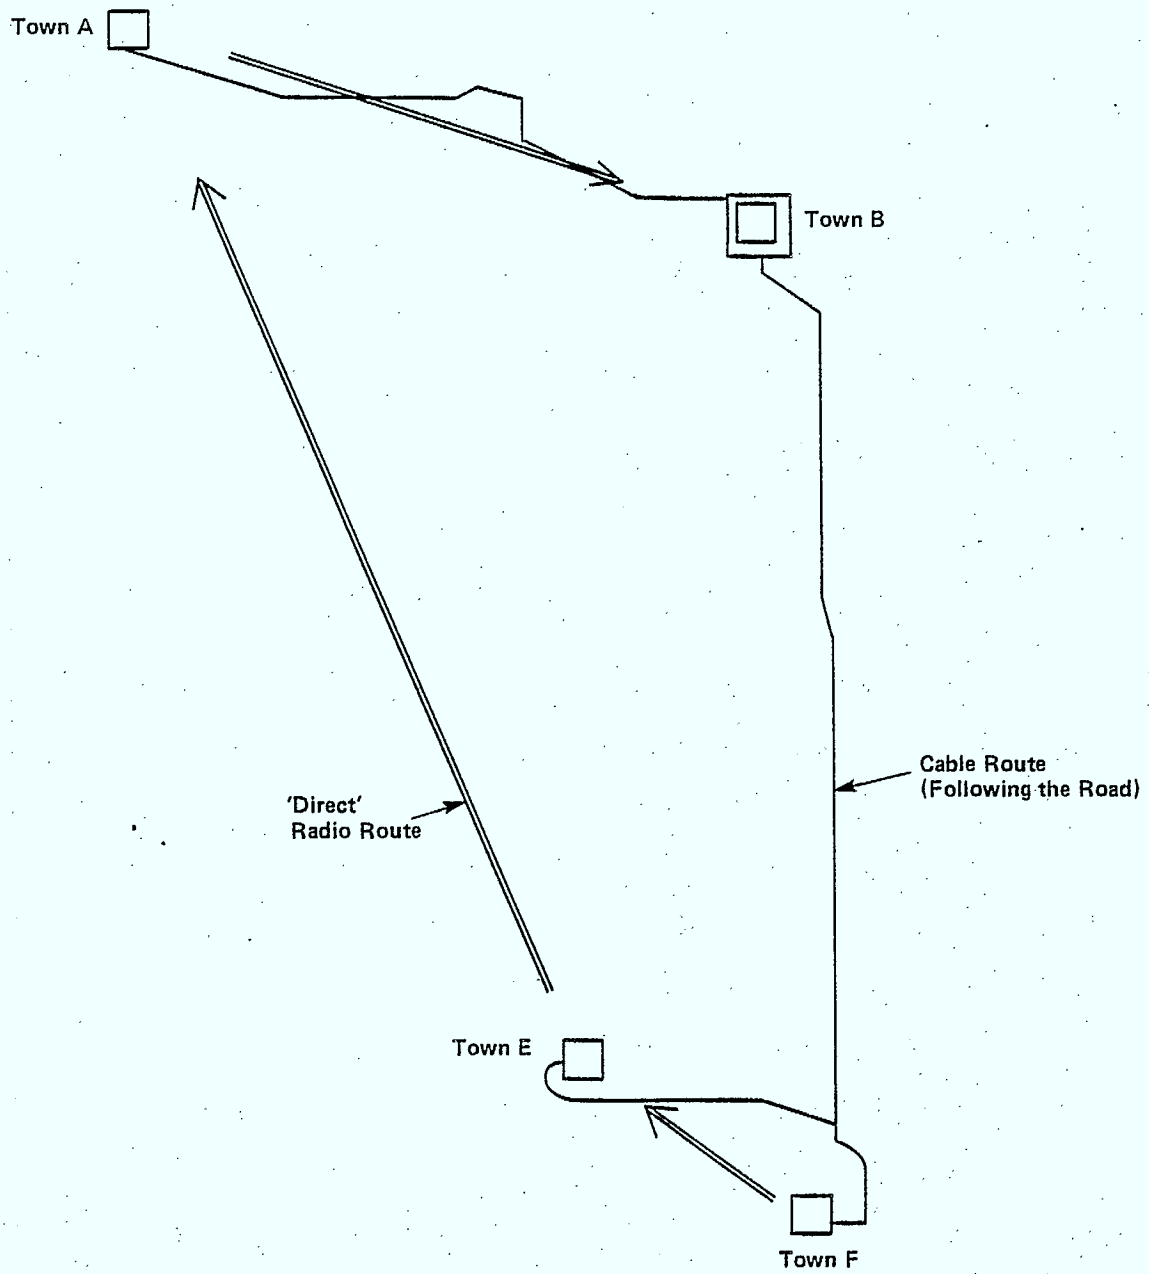 Town A
Town B
Cable Route
(Following the Road)
'Direct'
Radio Route
Town E
Town F